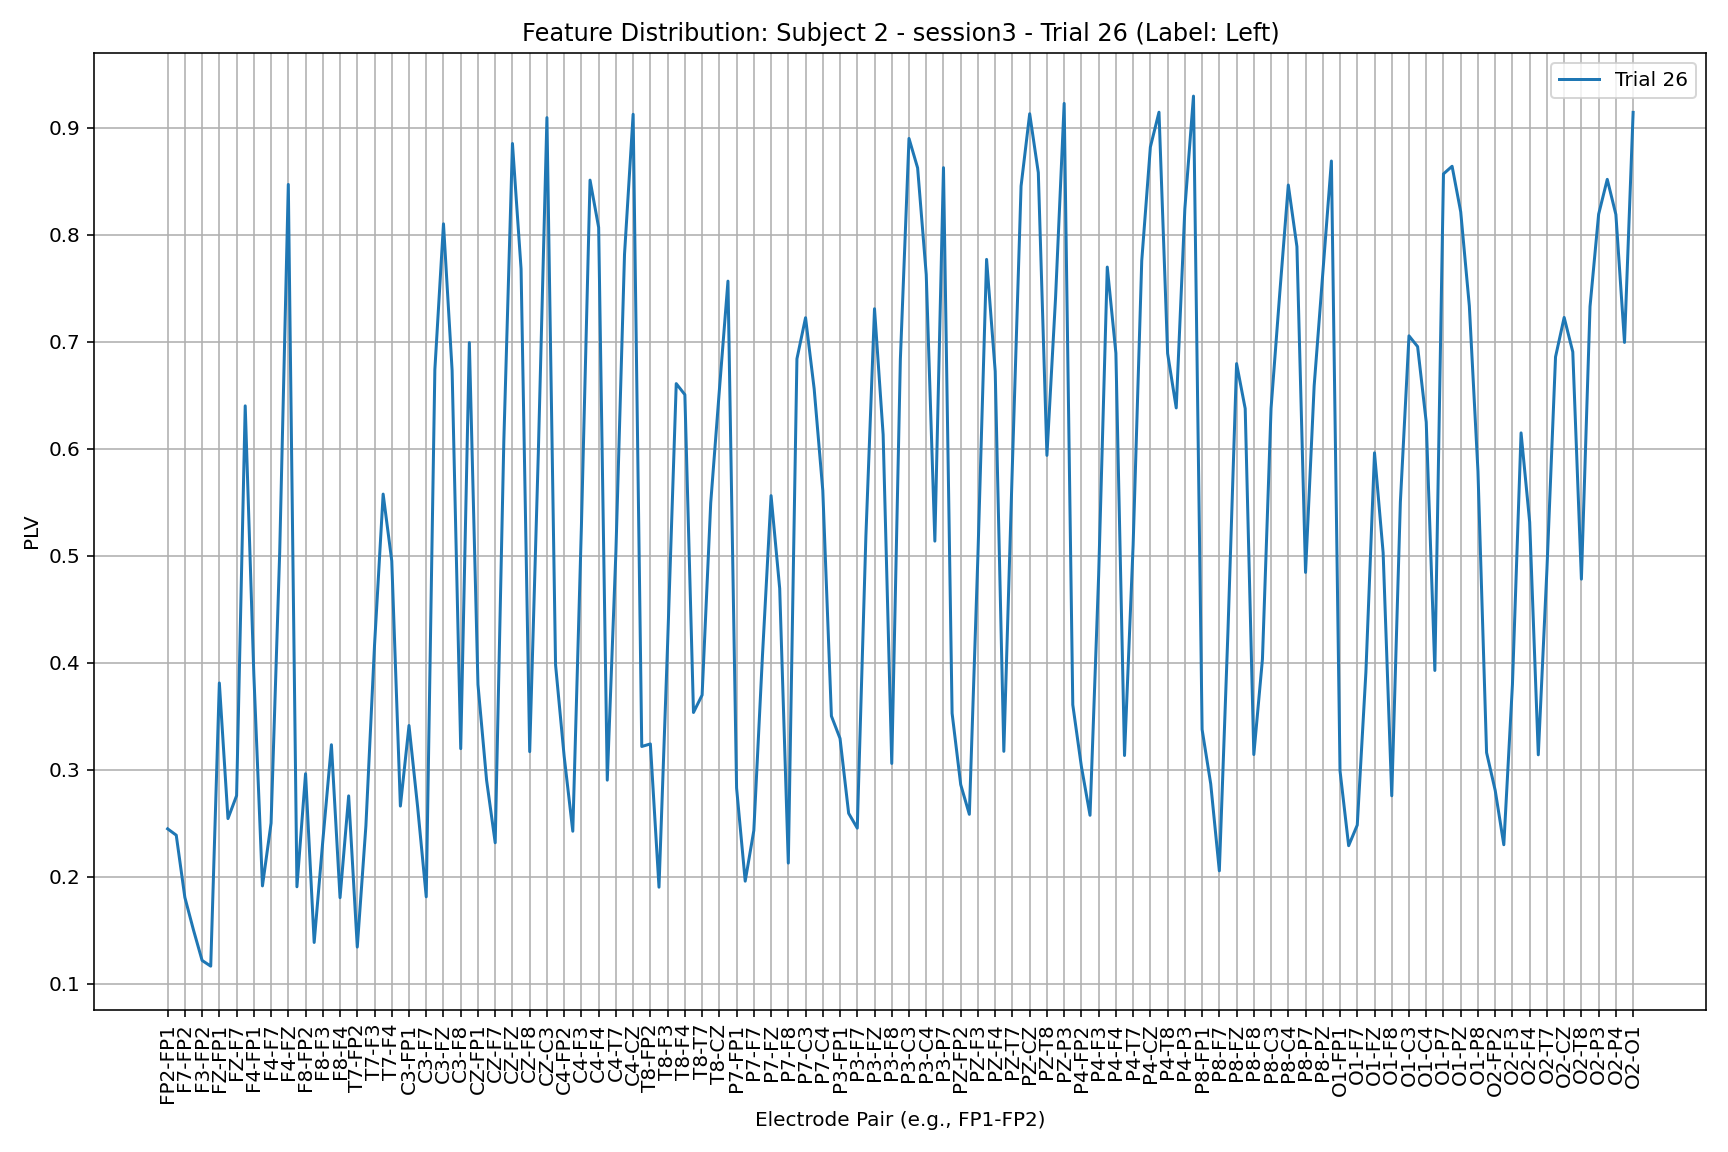 Feature Distribution: Subject 2 - session3 - Trial 26 (Label: Left)
Trial 26
PLV
0.9
0.8
0.7
0.6
0.5
0.4
0.3
0.2
0.1
FP2-FP1
F7-FP2
F3-FP2
FZ-FP1
FZ-F7
F4-FP1
F4-F7
F4-FZ
F8-FP2
F8-F3
F8-F4
T7-FP2
T7-F3
T7-F4
C3-FP1
C3-F7
C3-FZ
C3-F8
CZ-FP1
CZ-F7
CZ-FZ
CZ-F8
CZ-C3
C4-FP2
C4-F3
C4-F4
C4-T7
C4-CZ
T8-FP2
T8-F3
T8-F4
T8-T7
T8-CZ
P7-FP1
P7-F7
P7-FZ
P7-F8
P7-C3
P7-C4
P3-FP1
P3-F7
P3-FZ
P3-F8
P3-C3
P3-C4
P3-P7
PZ-FP2
PZ-F3
PZ-F4
PZ-T7
PZ-CZ
PZ-T8
PZ-P3
P4-FP2
P4-F3
P4-F4
P4-T7
P4-CZ
P4-T8
P4-P3
P8-FP1
P8-F7
P8-FZ
P8-F8
P8-C3
P8-C4
P8-P7
P8-PZ
O1-FP1
O1-F7
O1-FZ
O1-F8
O1-C3
O1-C4
O1-P7
O1-PZ
O1-P8
O2-FP2
O2-F3
O2-F4
O2-T7
O2-CZ
O2-T8
O2-P3
O2-P4
O2-O1
Electrode Pair (e.g., FP1-FP2)